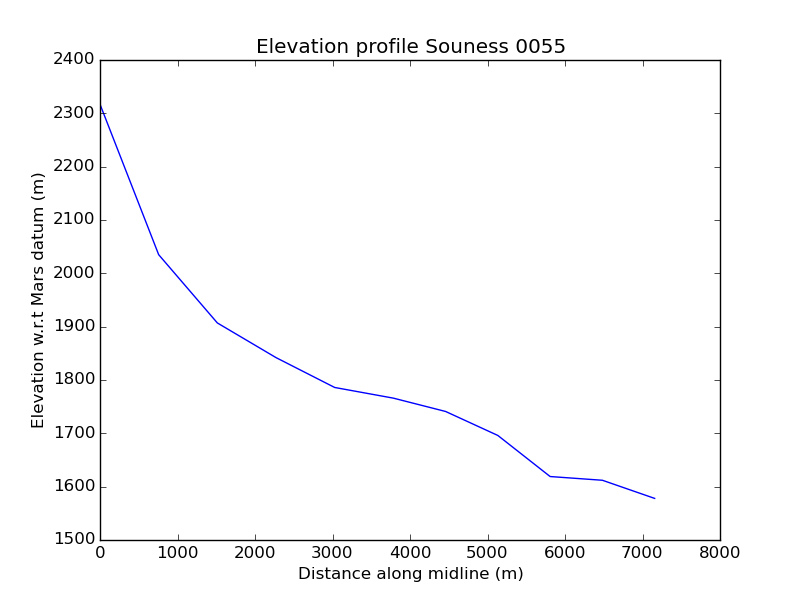 Elevation profile Souness 0055
2400
2300
2200
2100
2000
1900
1800
1700
1600
1500
Elevation w.r.t Mars datum (m)
0 1000 2000 3000 4000 5000 6000 7000 8000
Distance along midline (m)